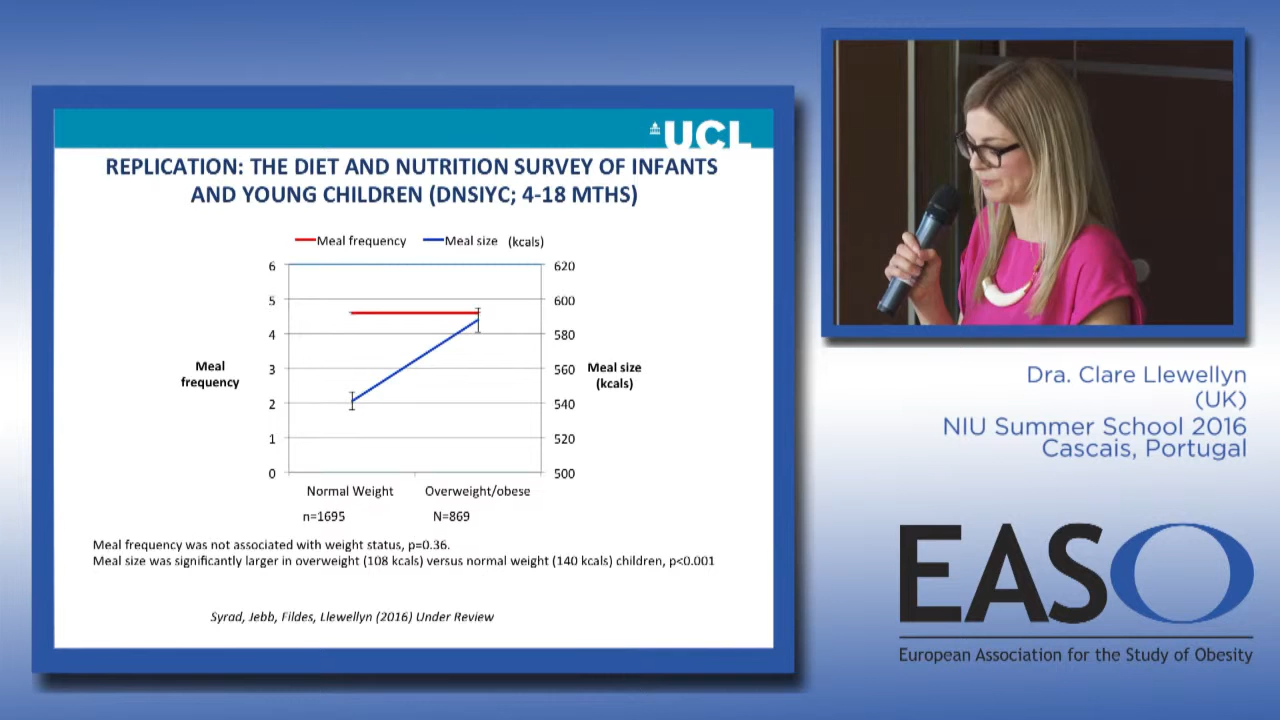 UCL
REPLICATION: THE DIET AND NUTRITION SURVEY OF INFANTS
AND YOUNG CHILDREN (DNSIYC; 4-18 MTHS)
Meal frequency
Meal size (kcals)
6
5
4
3
2
1
0
Meal
frequency
620
600
580
560
540
520
500
Meal size
(kcals)
Normal Weight
Overweight/obese
n=1695
N=869
Meal frequency was not associated with weight status, p=0.36.
Meal size was significantly larger in overweight (108 kcals) versus normal weight (140 kcals) children, p<0.001
Syrad, Jebb, Fildes, Llewellyn (2016) Under Review
Dra. Clare Llewellyn
(UK)
NIU Summer School 2016
Cascais, Portugal
EASO
European Association for the Study of Obesity